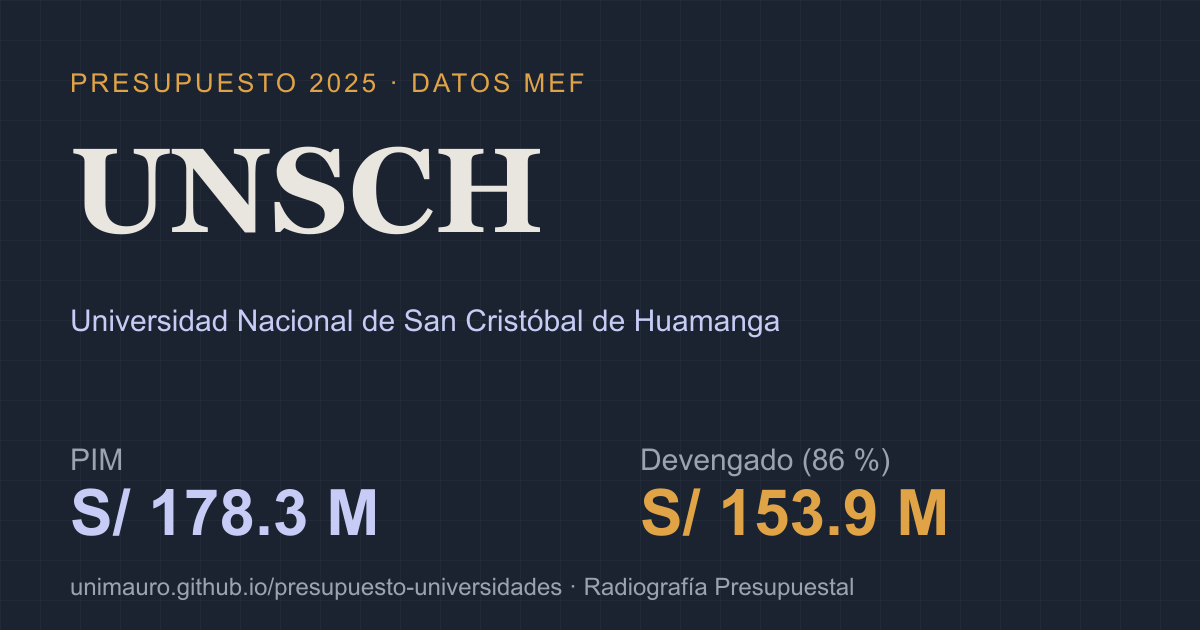 PRESUPUESTO 2025 · DATOS MEF
UNSCH
Universidad Nacional de San Cristóbal de Huamanga
PIM
S/ 178.3 M
Devengado (86 %)
S/ 153.9 M
unimauro.github.io/presupuesto-universidades · Radiografía Presupuestal